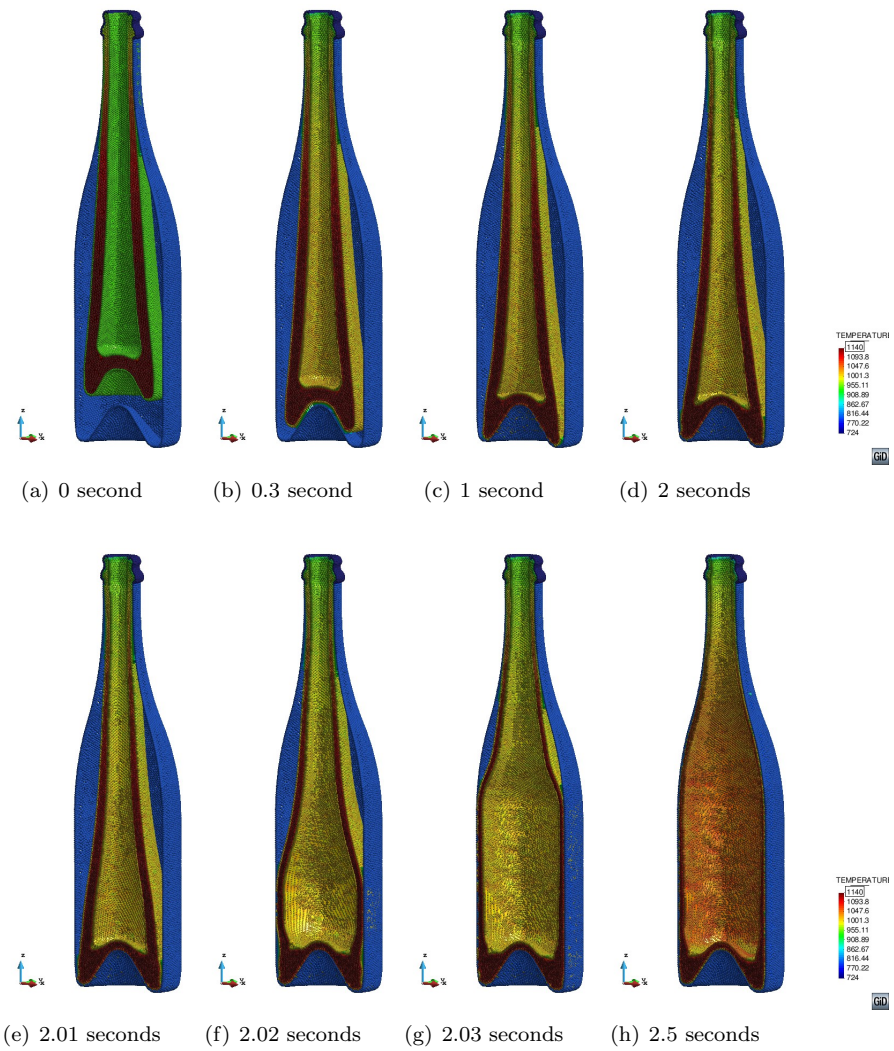 TEMPERATURE
1140
1093.8
1047.6
1001.3
955.11
908.89
862.67
816.44
770.22
724
GiD
(a) 0 second
(b) 0.3 second
(c) 1 second
(d) 2 seconds
TEMPERATURE
1140
1093.8
1047.6
1001.3
955.11
908.89
862.67
816.44
770.22
724
GiD
(e) 2.01 seconds
(f) 2.02 seconds
(g) 2.03 seconds
(h) 2.5 seconds